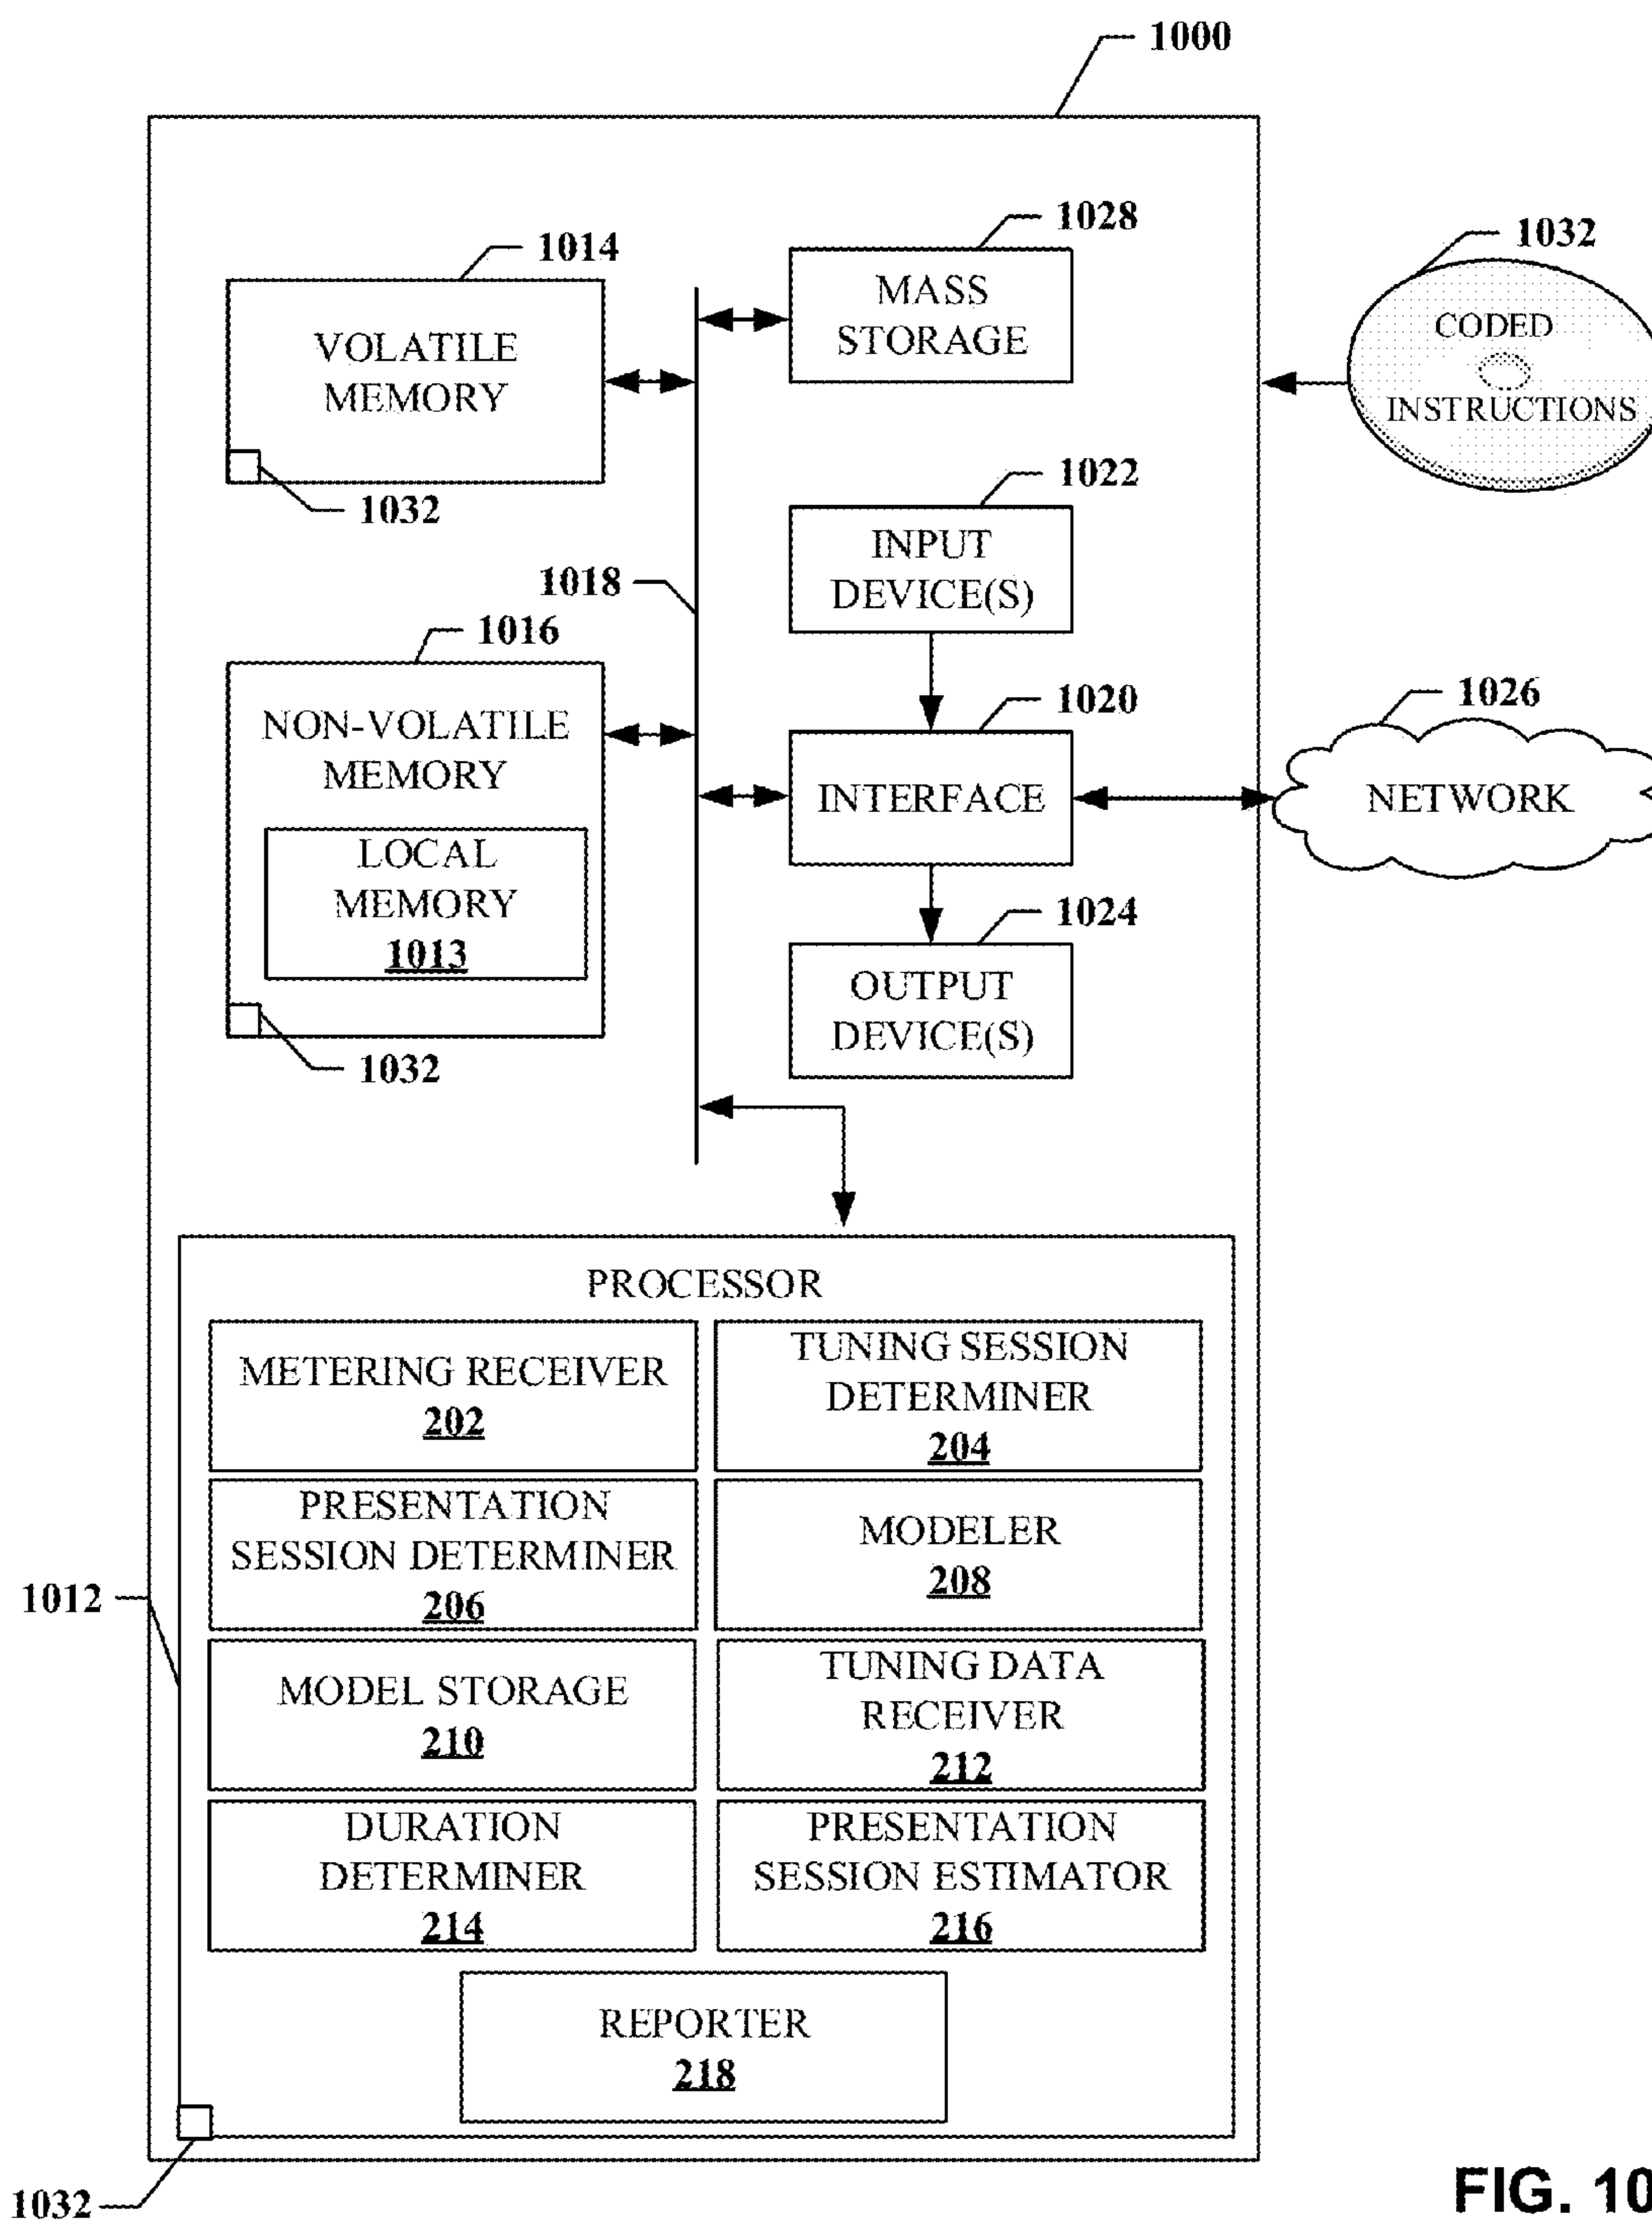 1000
1028
1014
1032
MASS
STORAGE
CODED
INSTRUCTIONS
VOLATILE
MEMORY
1032
1022
INPUT
DEVICE(S)
1018
1016
1020
1026
NON-VOLATILE
MEMORY
INTERFACE
NETWORK
LOCAL
MEMORY
1013
1024
OUTPUT
DEVICE(S)
1032
PROCESSOR
METERING RECEIVER
202
TUNING SESSION
DETERMINER
204
PRESENTATION
SESSION DETERMINER
206
MODELER
208
1012
MODEL STORAGE
210
TUNING DATA
RECEIVER
212
DURATION
DETERMINER
214
PRESENTATION
SESSION ESTIMATOR
216
REPORTER
218
1032
FIG. 10